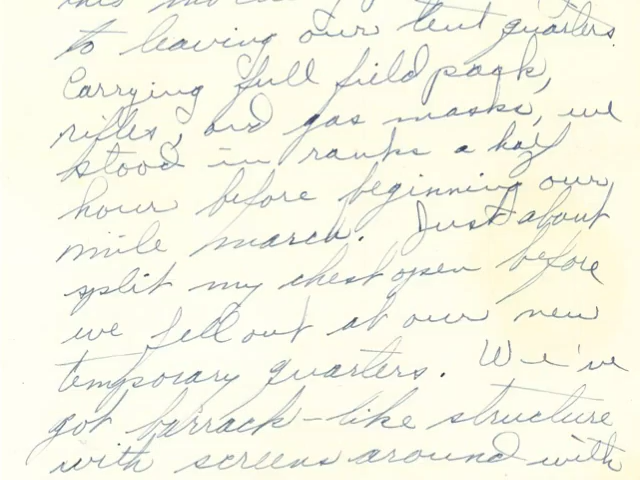 this
to leaving our tent quarters
Carrying full field pack,
rifles, and gas masks, we
stood in ranks a half
hour before beginning our
mile march. Just about
split my chest open before
we fell out at our new
temporary quarters. We've
got barrack-like structure
with screens around with